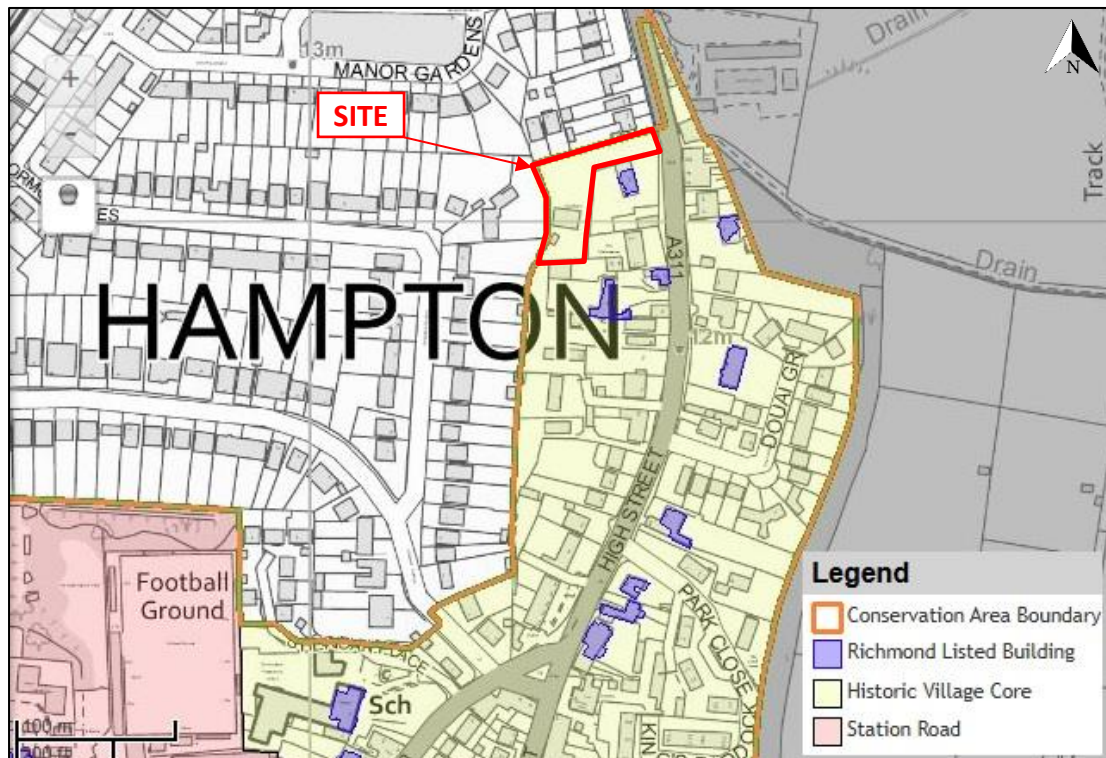 Drain
13m
MANOR GARDENS
N
SITE
Track
ES
A311
Drain
HAMPTON
12m
DOUAI GR
HIGH STREET
Football
Ground
PARK CLOSE
Sch
100 m
Legend
Conservation Area Boundary
Richmond Listed Building
Historic Village Core
Station Road